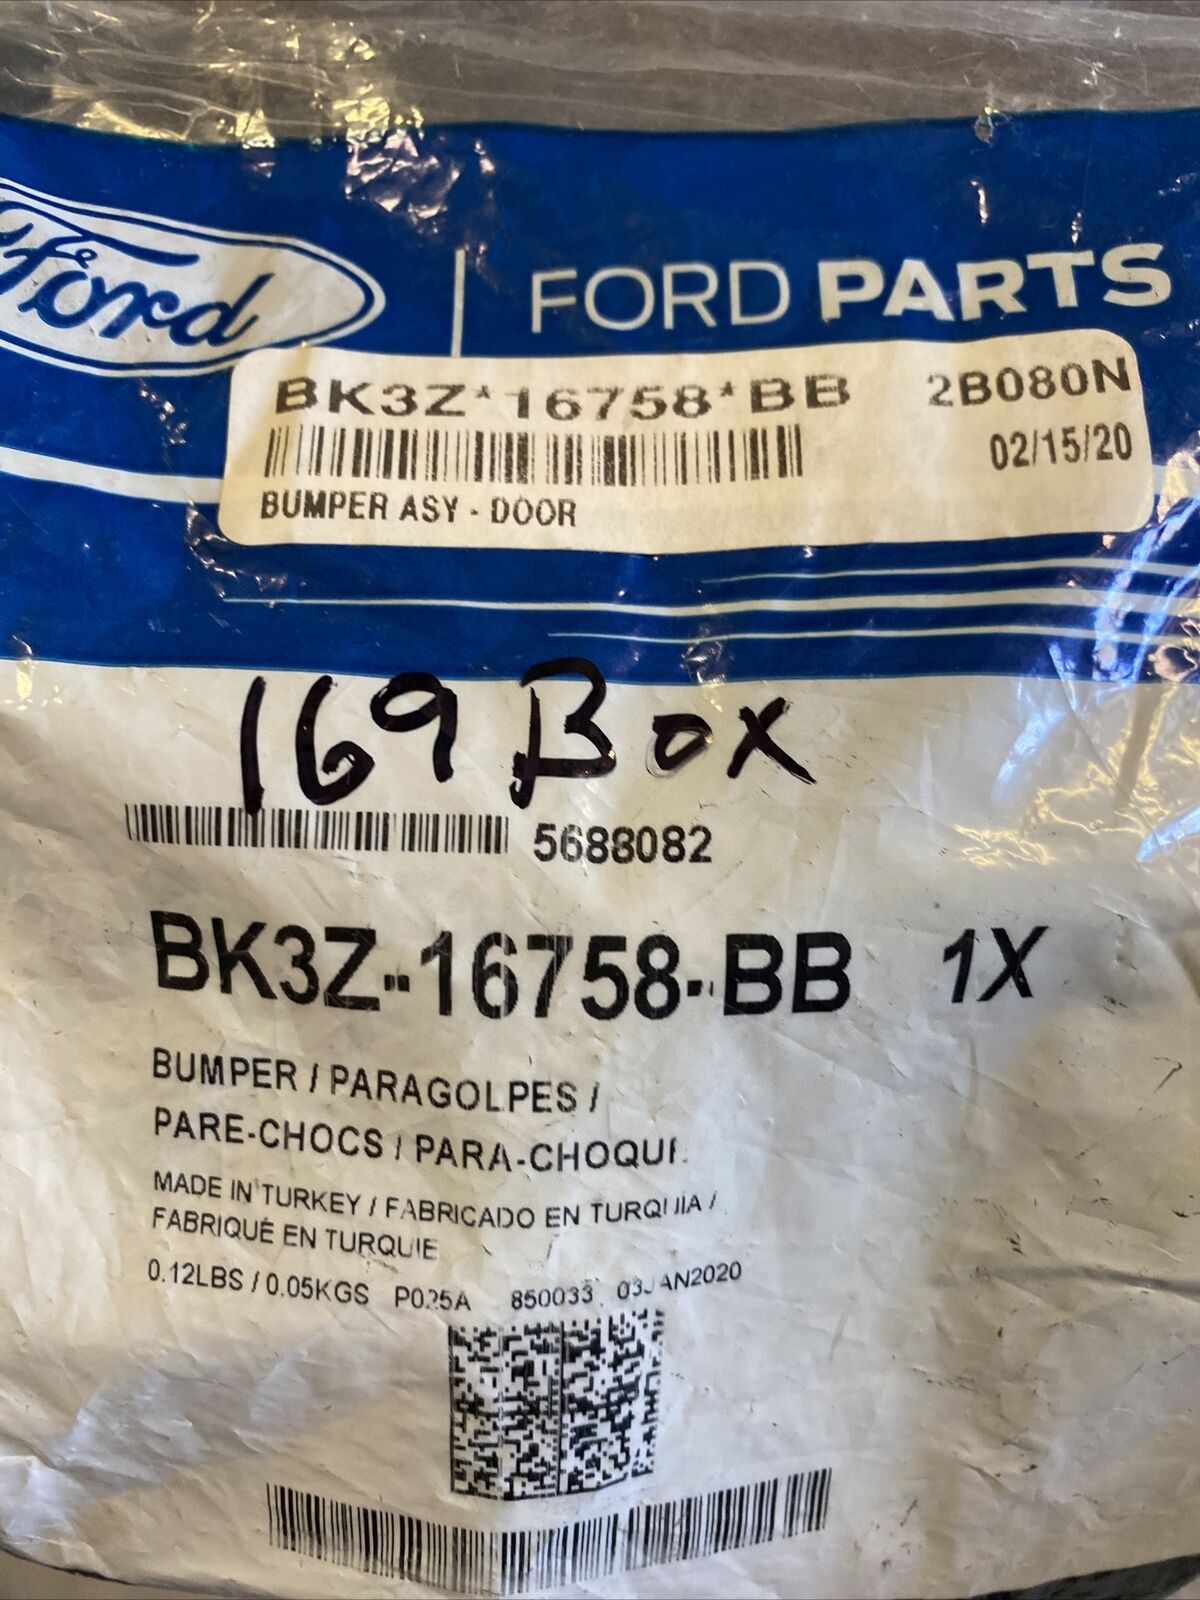 Ford
FORD PARTS
BK3Z*16758*BB 2B080N
02/15/20
BUMPER ASY - DOOR
169 Box
5688082
BK3Z-16758-BB 1X
BUMPER / PARAGOLPES /
PARE-CHOCS / PARA-CHOQUI
MADE IN TURKEY / FABRICADO EN TURQUIA /
FABRIQUÉ EN TURQUIE
0.12LBS / 0.05KGS P025A 850033 03JAN2020